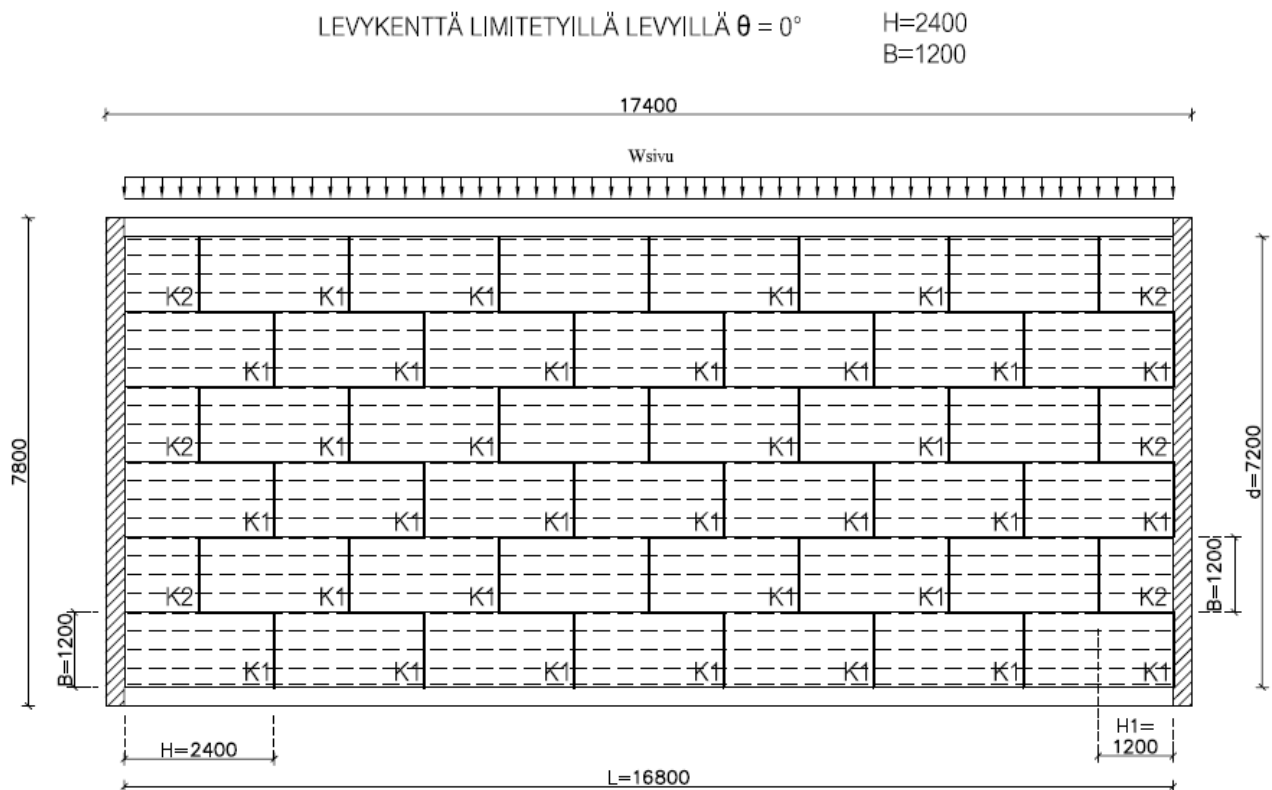 LEVYKENTTÄ LIMITETYILLÄ LEVYILLÄ θ = 0°
H=2400
B=1200
17400
Wsivu
K2 K1 K1 K1 K1 K2
K1 K1 K1 K1 K1 K1 K1
K2 K1 K1 K1 K1 K2
7800
d=7200
K1 K1 K1 K1 K1 K1 K1
K2 K1 K1 K1 K1 K2
B=1200
B=1200
K1 K1 K1 K1 K1 K1 K1
H=2400
H1=
1200
L=16800